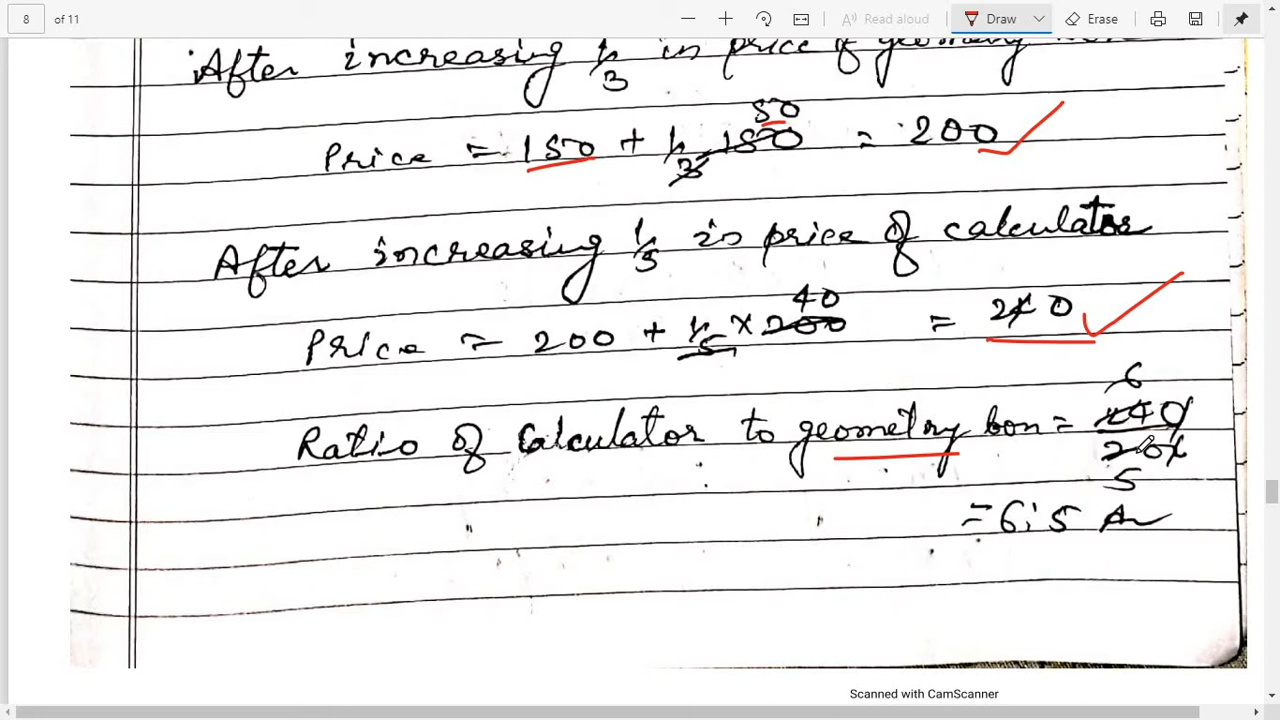 8 of 11 Read aloud Draw Erase
After increasing 1/3 in price of geometry
Price = 150 + 1/3 150 50 = 200
After increasing 1/5 in price of calculator
Price = 200 + 1/5 × 200 40 = 240
Ratio of Calculator to geometry box = 240/200 6 5
= 6:5 Ans
Scanned with CamScanner